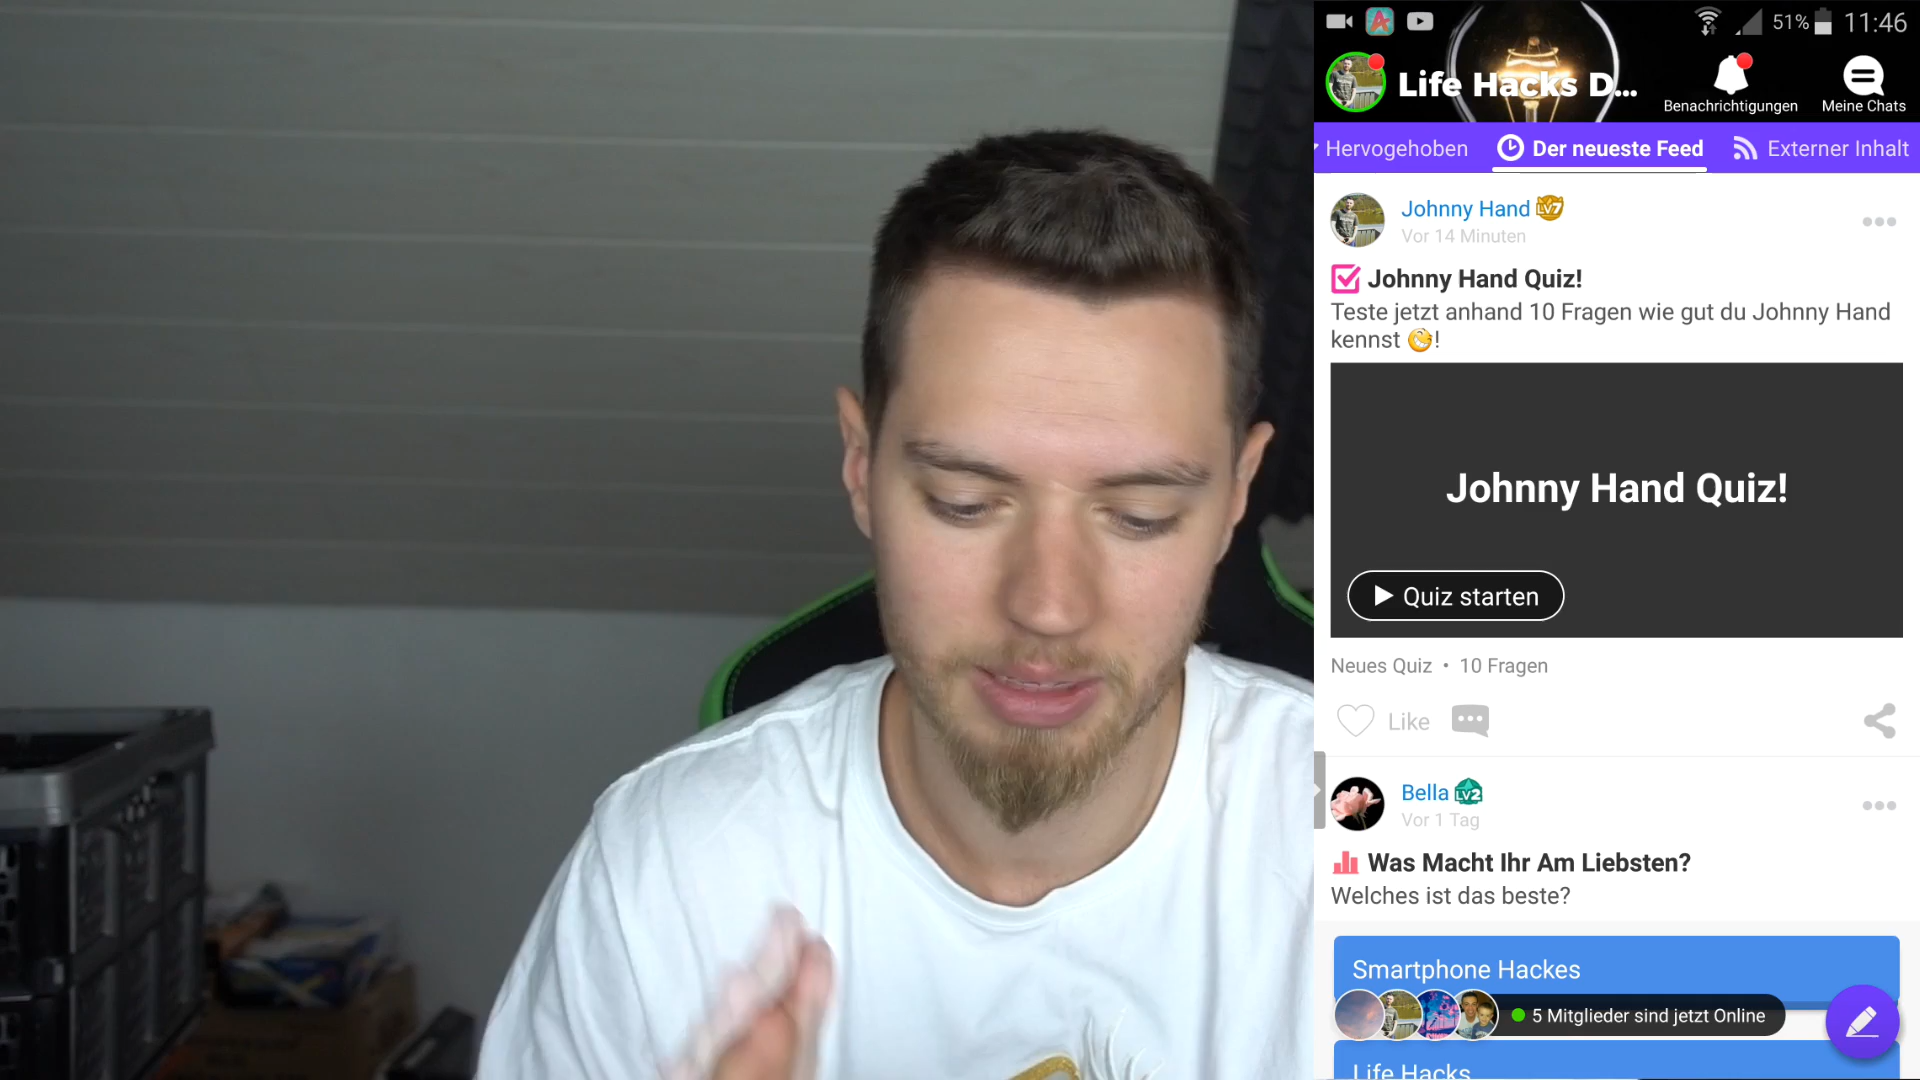 51% 11:46
Life Hacks D...
Benachrichtigungen
Meine Chats
Hervogehoben
Der neueste Feed
Externer Inhalt
Johnny Hand LV7
Vor 14 Minuten
Johnny Hand Quiz!
Teste jetzt anhand 10 Fragen wie gut du Johnny Hand
kennst 😆!
Johnny Hand Quiz!
Quiz starten
Neues Quiz • 10 Fragen
Like
Bella LV2
Vor 1 Tag
Was Macht Ihr Am Liebsten?
Welches ist das beste?
Smartphone Hackes
5 Mitglieder sind jetzt Online
Life Hacks